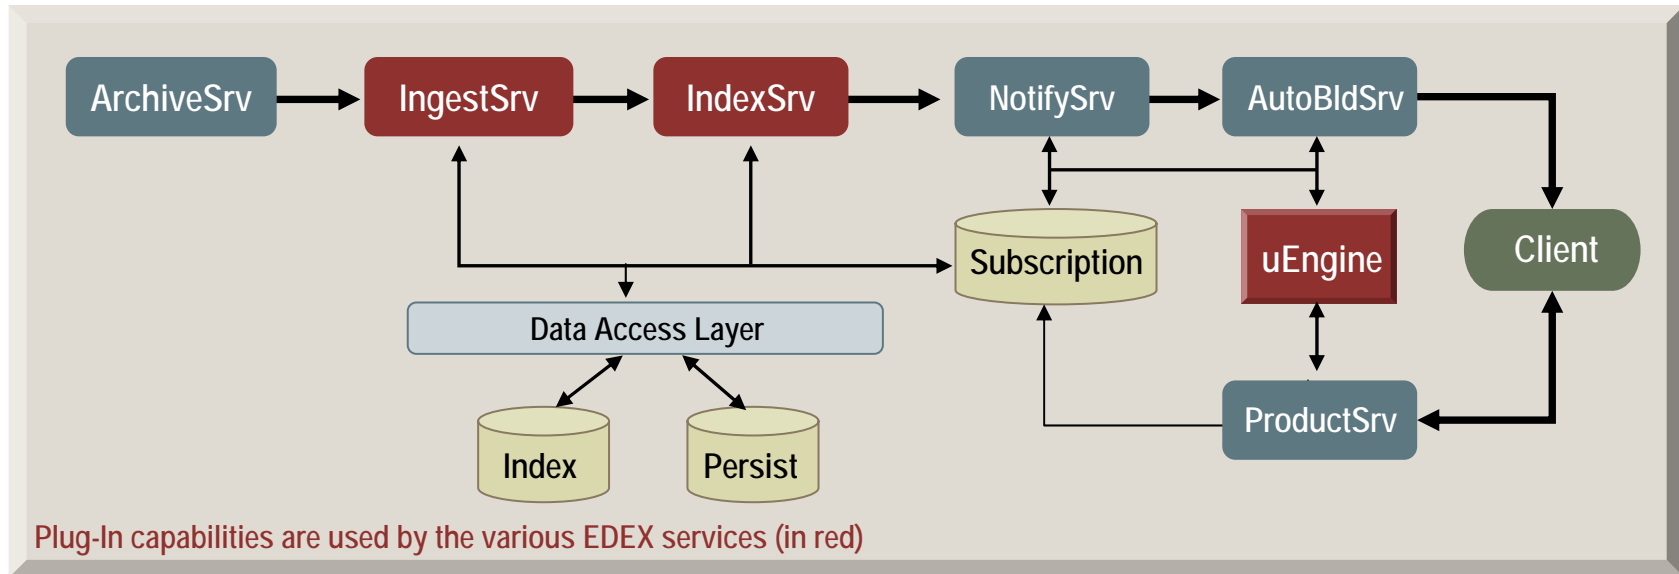 ArchiveSrv
IngestSrv
IndexSrv
NotifySrv
AutoBldSrv
Subscription
uEngine
Client
Data Access Layer
ProductSrv
Index
Persist
Plug-In capabilities are used by the various EDEX services (in red)